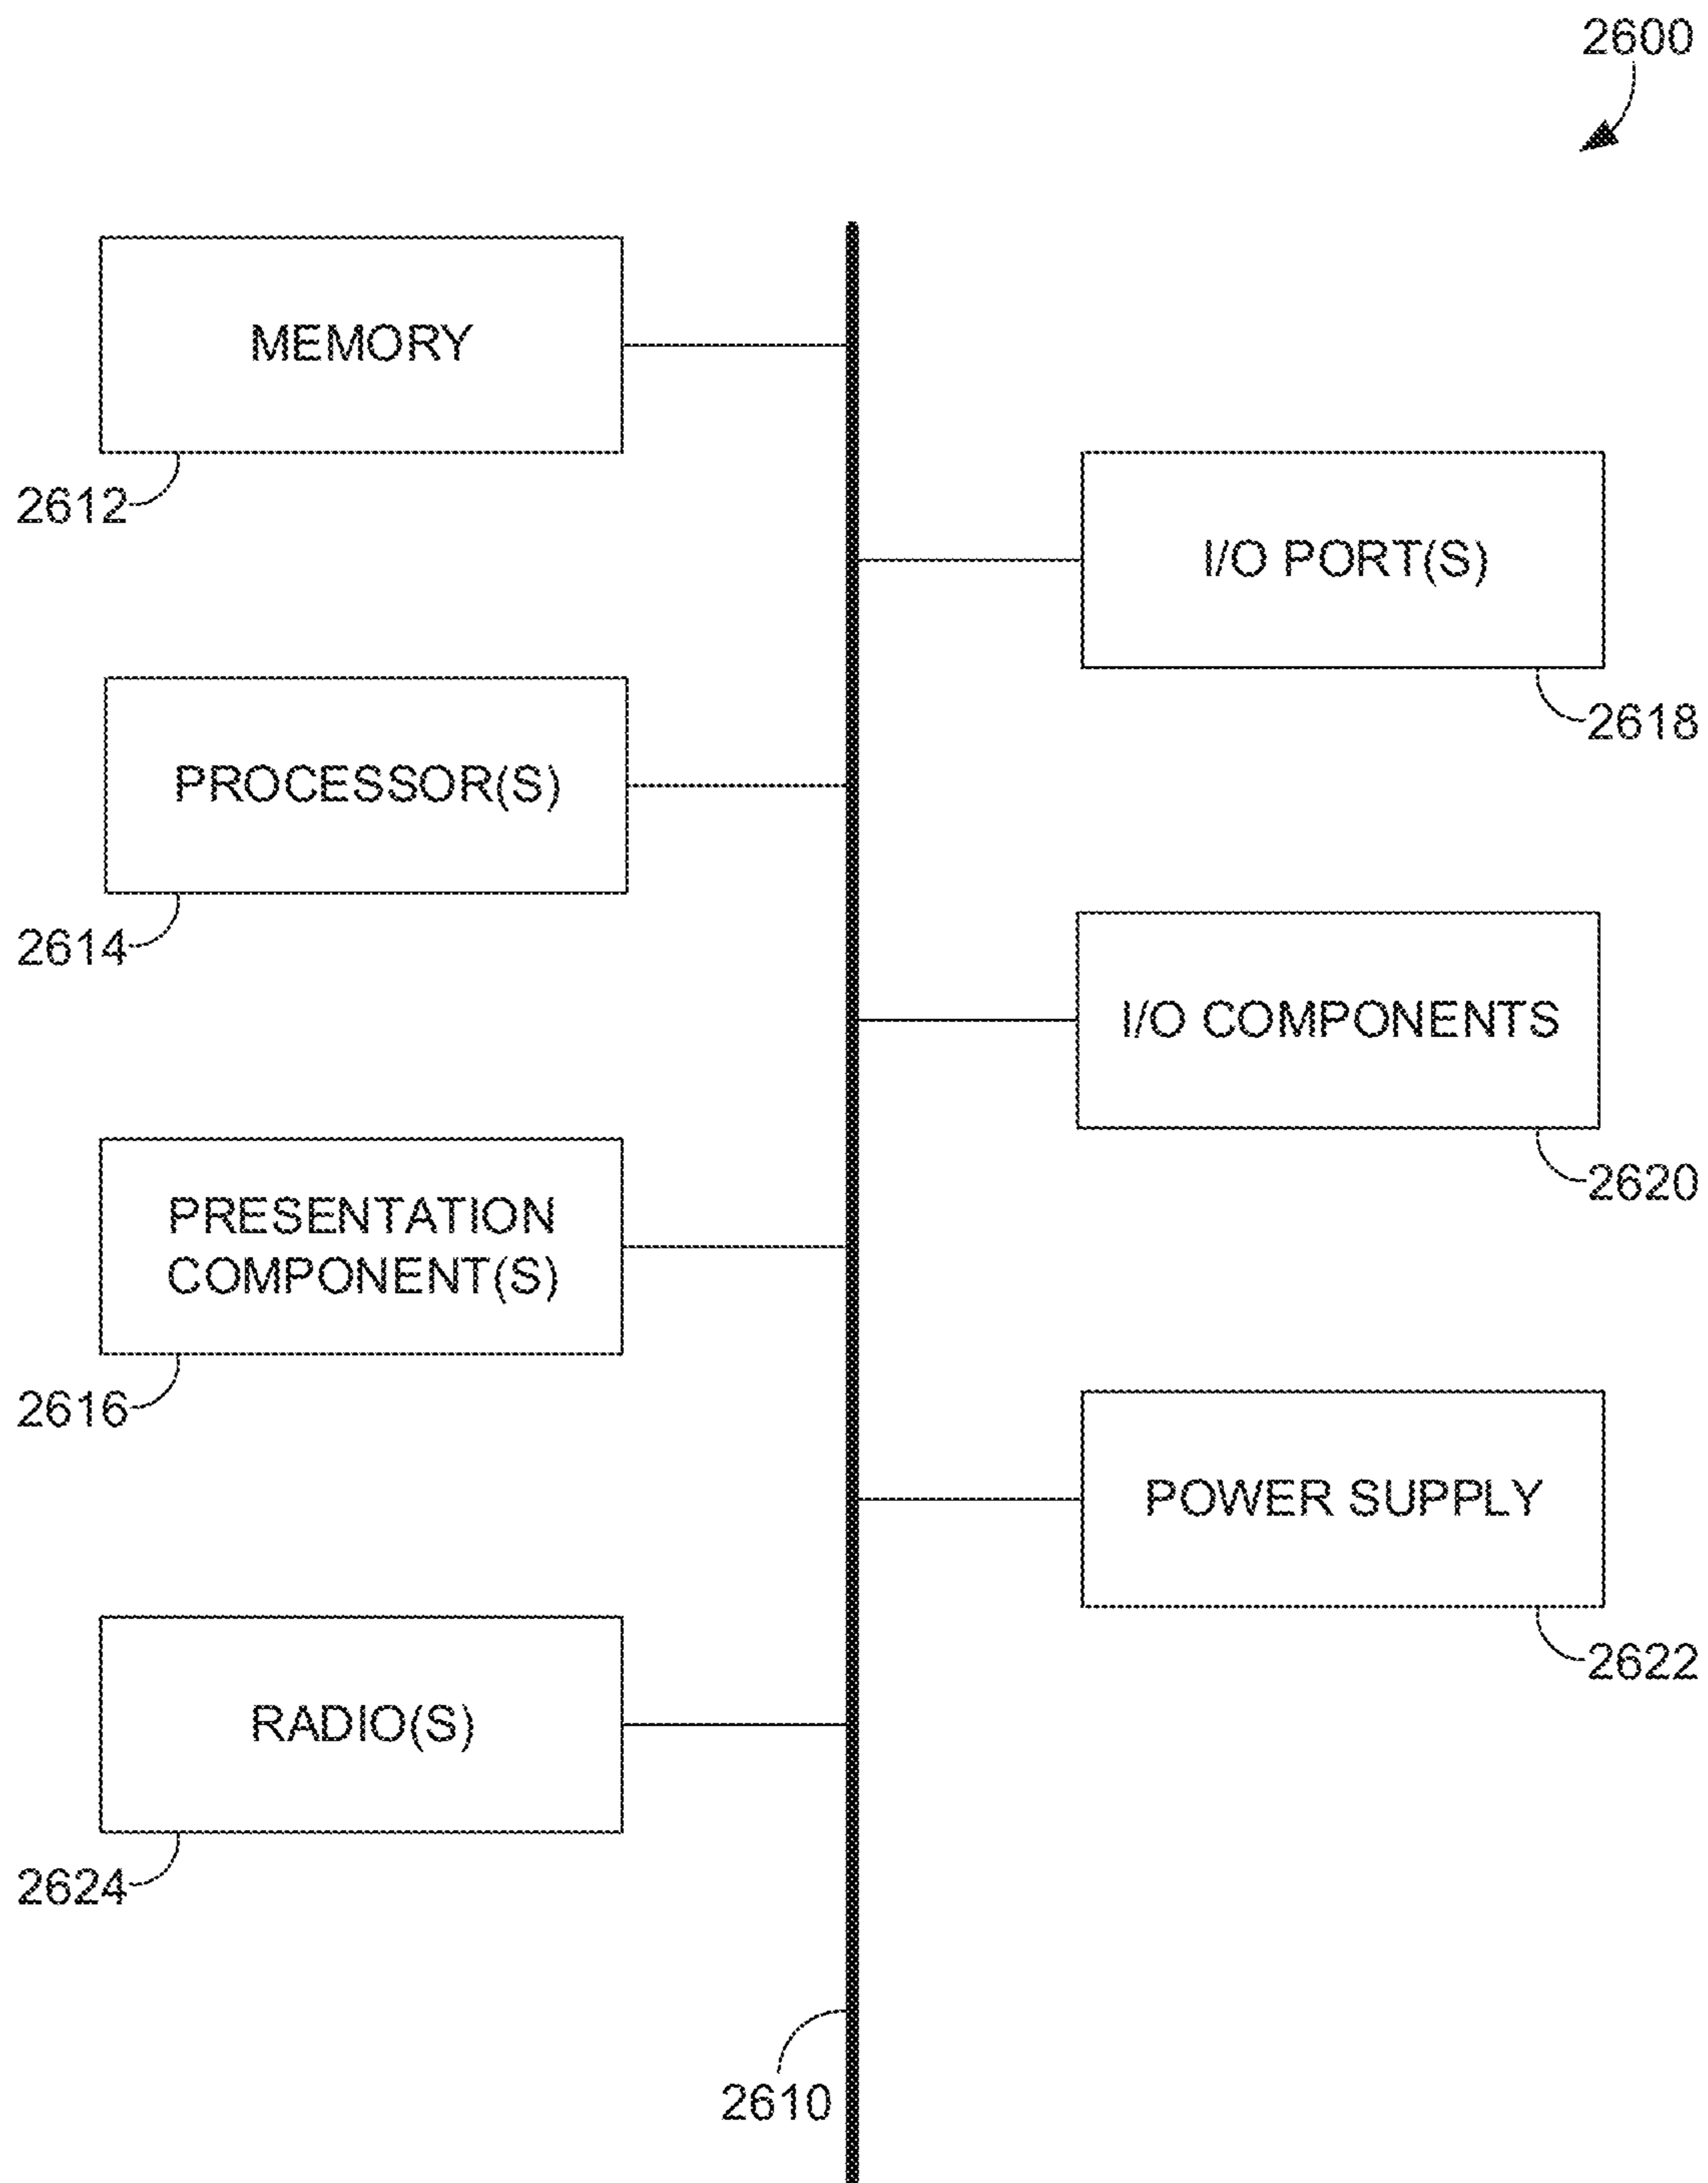 2600
MEMORY
2612
I/O PORT(S)
2618
PROCESSOR(S)
2614
I/O COMPONENTS
2620
PRESENTATION
COMPONENT(S)
2616
POWER SUPPLY
2622
RADIO(S)
2624
2610